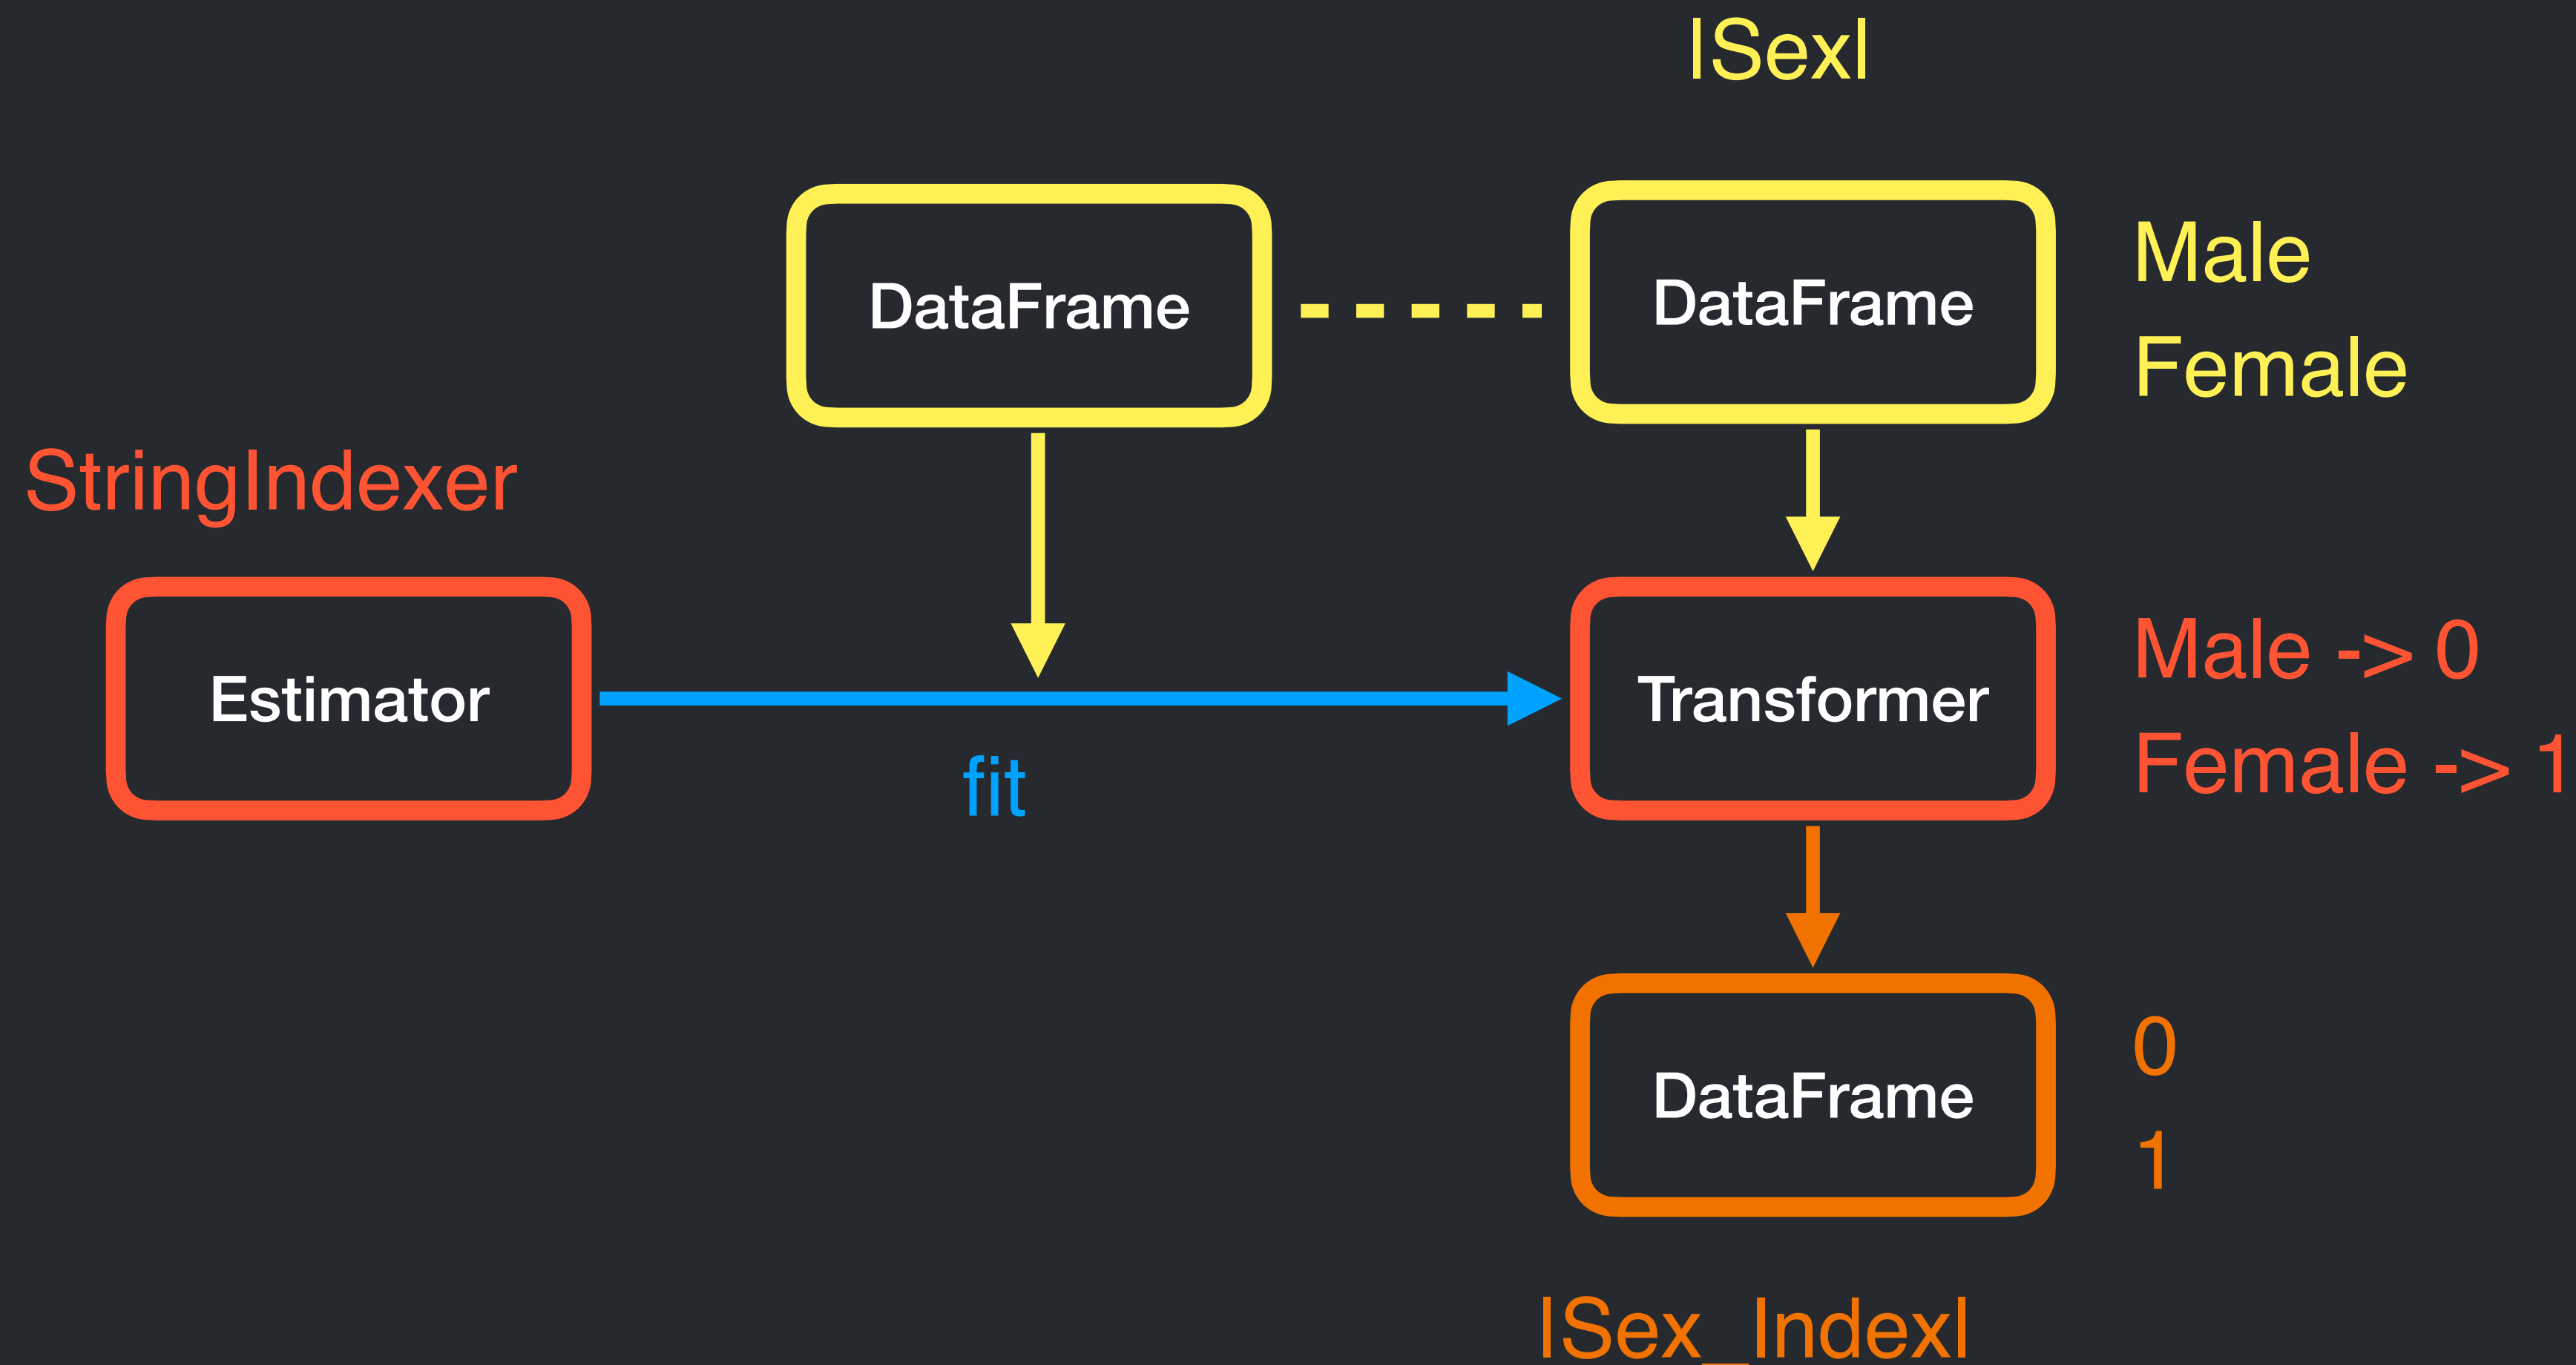 |Sex|
DataFrame
DataFrame
Male
Female
StringIndexer
Estimator
fit
Transformer
Male -> 0
Female -> 1
DataFrame
0
1
|Sex_Index|